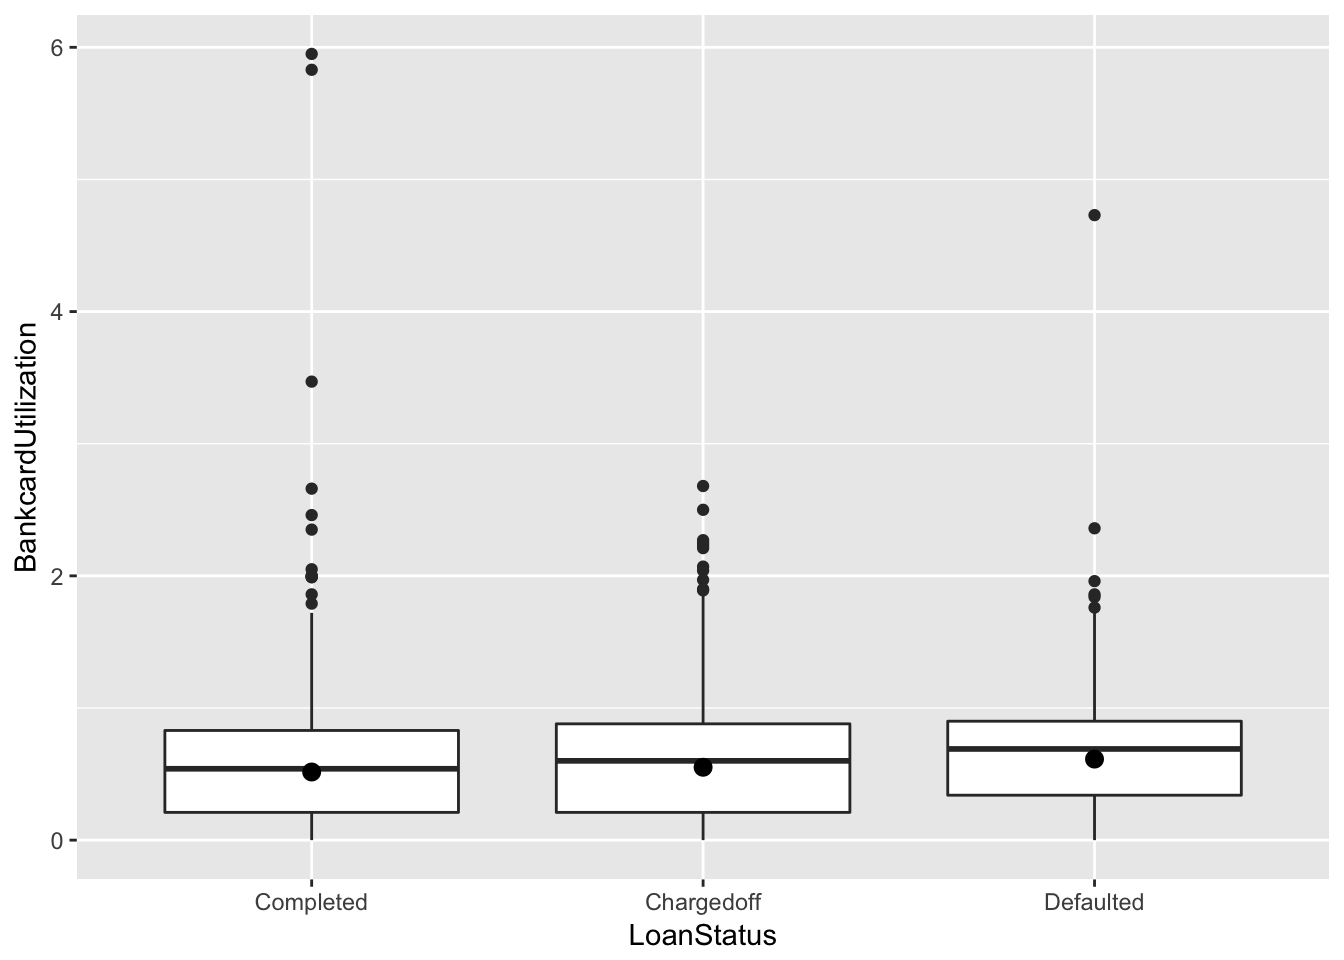 BankcardUtilization
6
4
2
0
Completed
Chargedoff
Defaulted
LoanStatus